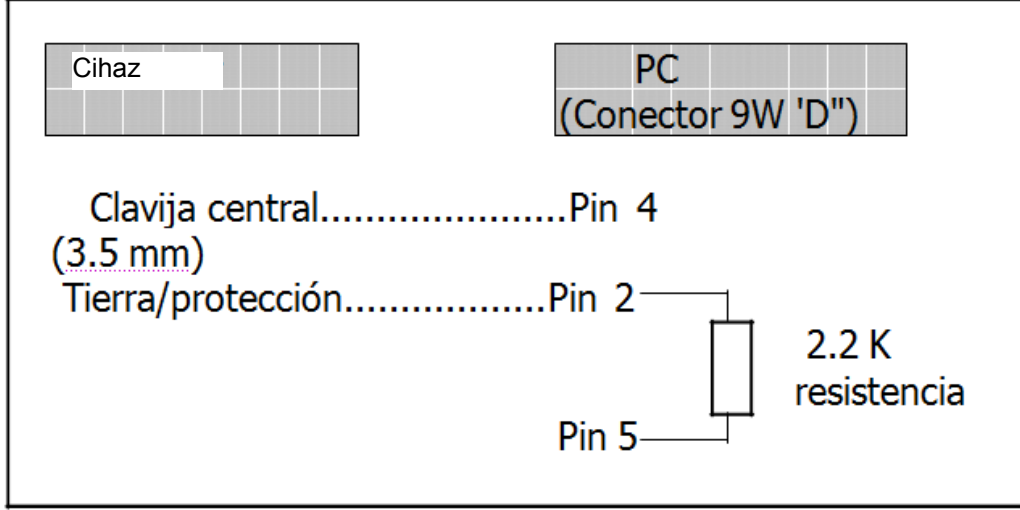 Cihaz
PC
(Conector 9W 'D")
Clavija central......................Pin 4
(3.5 mm)
Tierra/protección..................Pin 2
2.2 K
resistencia
Pin 5